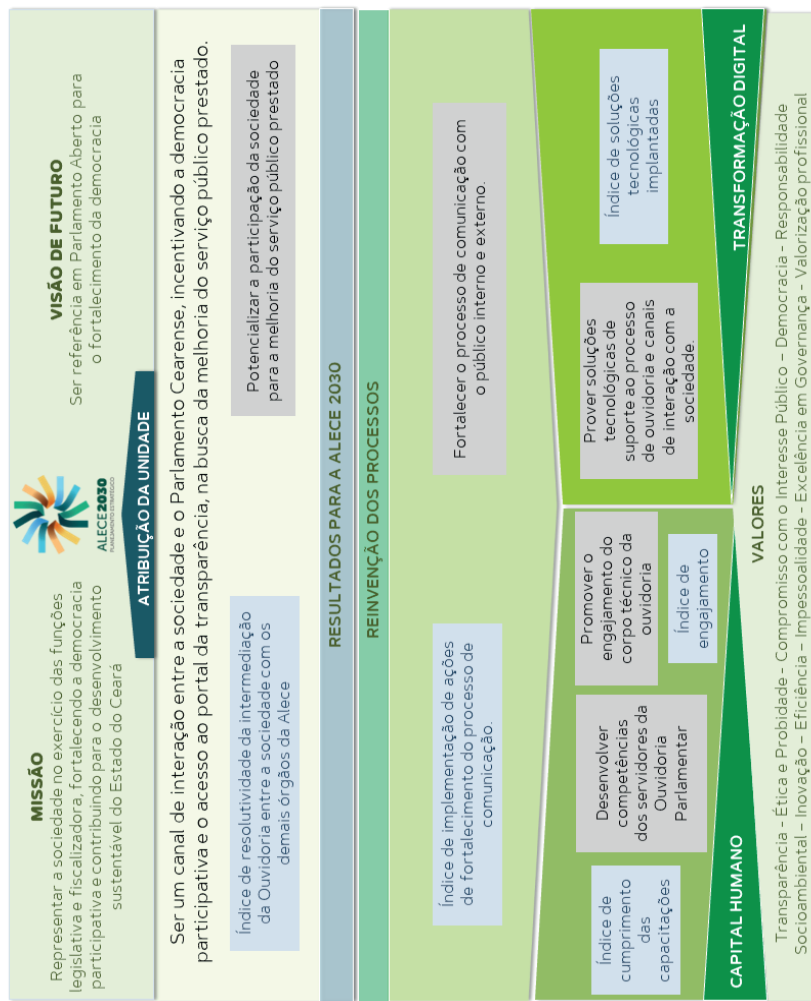 MISSÃO
Representar a sociedade no exercício das funções
legislativa e fiscalizadora, fortalecendo a democracia
participativa e contribuindo para o desenvolvimento
sustentável do Estado do Ceará
ALECE2030
PLANEJAMENTO ESTRATÉGICO
VISÃO DE FUTURO
Ser referência em Parlamento Aberto para
o fortalecimento da democracia
ATRIBUIÇÃO DA UNIDADE
Ser um canal de interação entre a sociedade e o Parlamento Cearense, incentivando a democracia
participativa e o acesso ao portal da transparência, na busca da melhoria do serviço público prestado.
Índice de resolutividade da intermediação
da Ouvidoria entre a sociedade com os
demais órgãos da Alece
Potencializar a participação da sociedade
para a melhoria do serviço público prestado
RESULTADOS PARA A ALECE 2030
REINVENÇÃO DOS PROCESSOS
Índice de implementação de ações
de fortalecimento do processo de
comunicação.
Fortalecer o processo de comunicação com
o público interno e externo.
Índice de
cumprimento
das
capacitações
Desenvolver
competências
dos servidores da
Ouvidoria
Parlamentar
Promover o
engajamento do
corpo técnico da
ouvidoria
Índice de
engajamento
Prover soluções
tecnológicas de
suporte ao processo
de ouvidoria e canais
de interação com a
sociedade.
Índice de soluções
tecnológicas
implantadas
CAPITAL HUMANO
TRANSFORMAÇÃO DIGITAL
VALORES
Transparência - Ética e Probidade - Compromisso com o Interesse Público – Democracia - Responsabilidade
Socioambiental - Inovação – Eficiência – Impessoalidade - Excelência em Governança - Valorização profissional